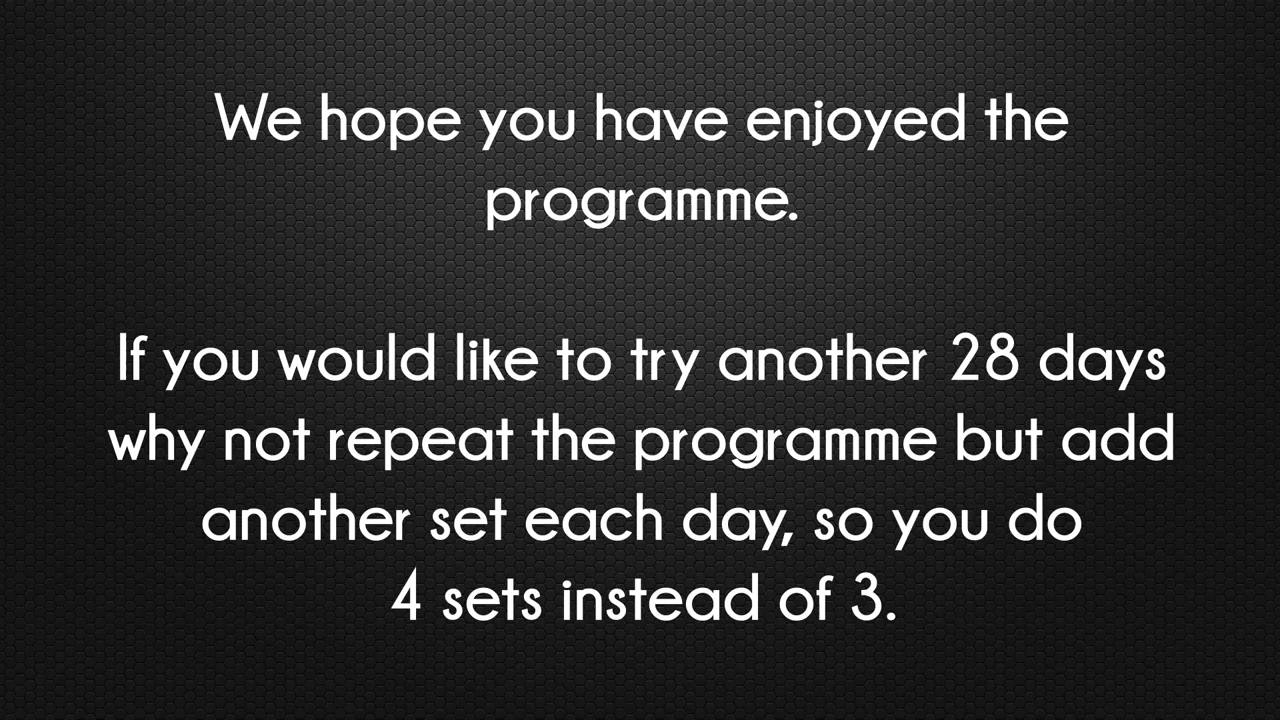 We hope you have enjoyed the
programme.
If you would like to try another 28 days
why not repeat the programme but add
another set each day, so you do
4 sets instead of 3.